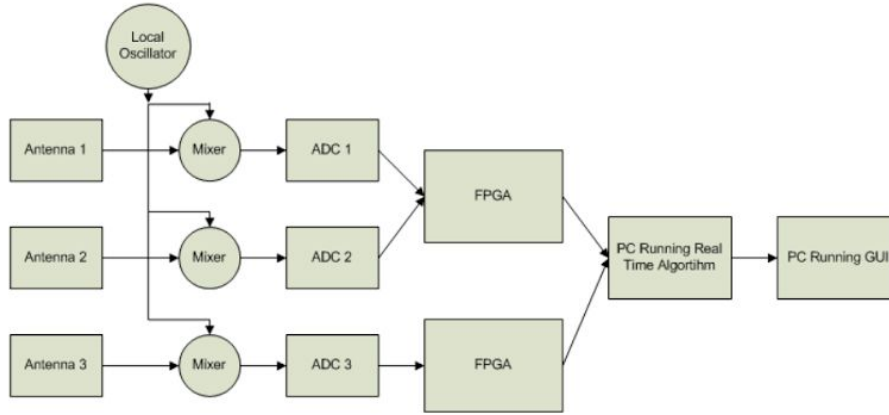 Local
Oscillator
Antenna 1
Mixer
ADC 1
FPGA
Antenna 2
Mixer
ADC 2
PC Running Real
Time Algortihm
PC Running GUI
Antenna 3
Mixer
ADC 3
FPGA